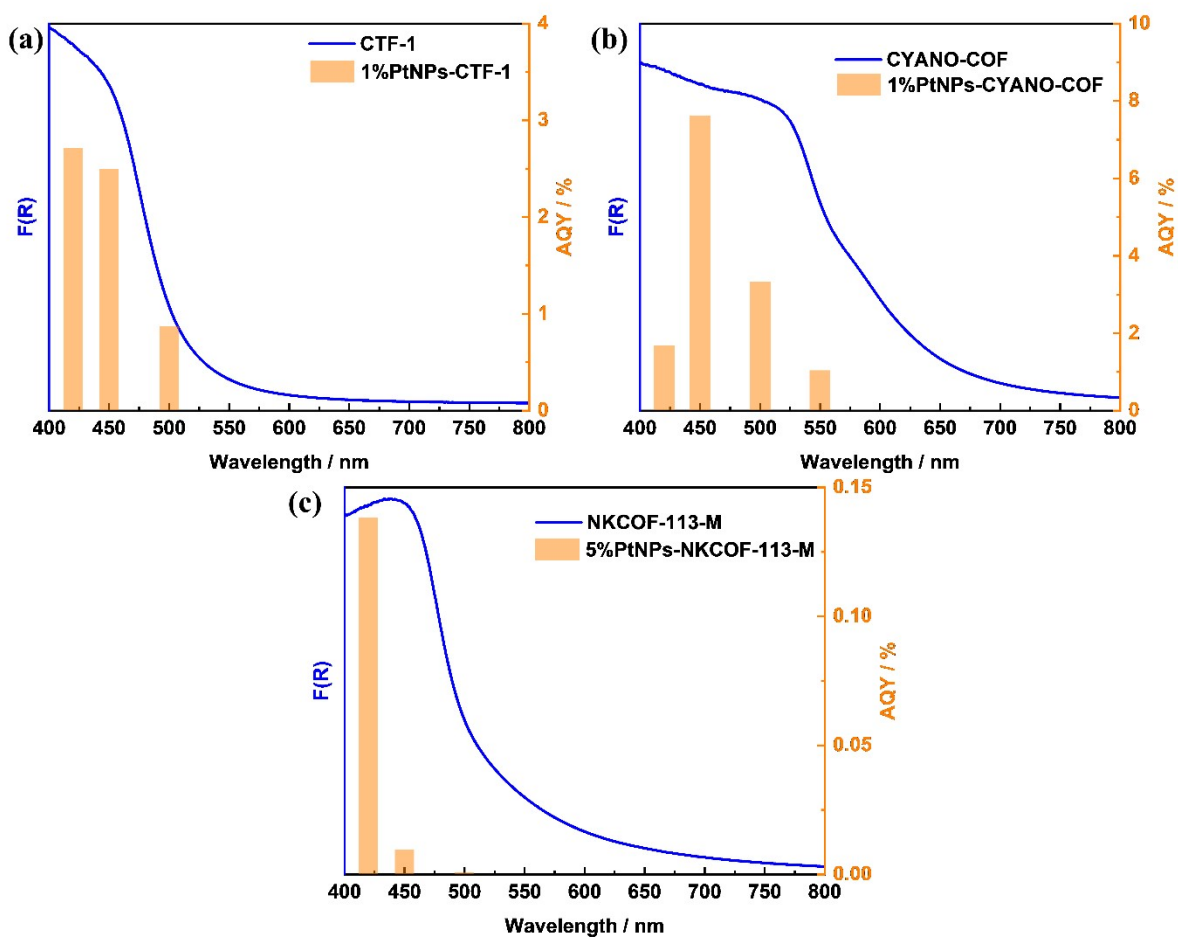 (a)
CTF-1
1%PtNPs-CTF-1
F(R)
AQY / %
4
3
2
1
0
400 450 500 550 600 650 700 750 800
Wavelength / nm
(b)
CYANO-COF
1%PtNPs-CYANO-COF
F(R)
AQY / %
10
8
6
4
2
0
400 450 500 550 600 650 700 750 800
Wavelength / nm
(c)
NKCOF-113-M
5%PtNPs-NKCOF-113-M
F(R)
AQY / %
0.15
0.10
0.05
0.00
400 450 500 550 600 650 700 750 800
Wavelength / nm